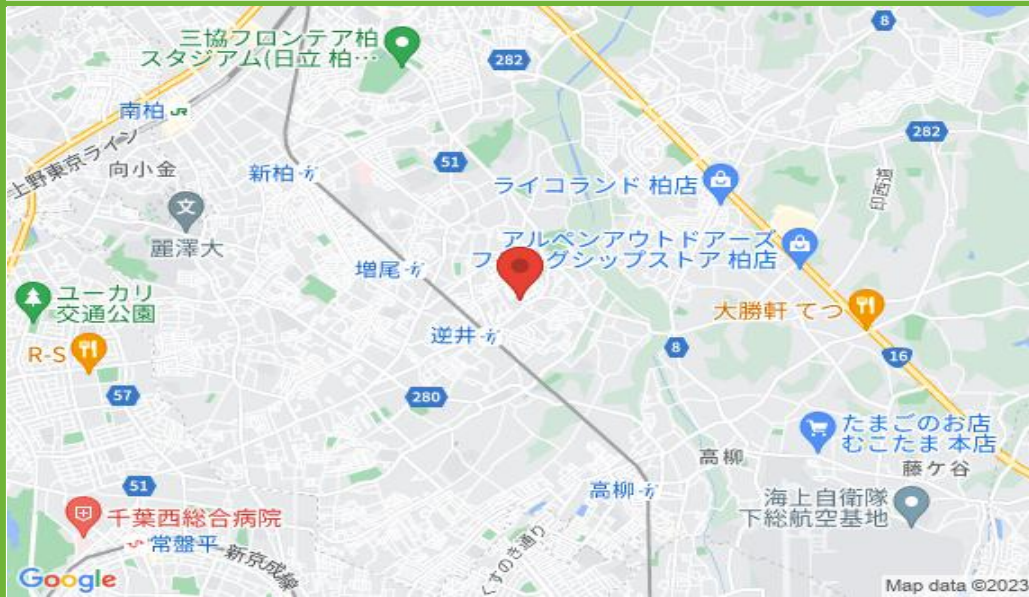 三協フロンテア柏
スタジアム(日立 柏…
282
8
南柏
JR
上野東京ライン
向小金
51
新柏
282
印西道
ライコランド 柏店
麗澤大
アルペンアウトドアーズ
フ
グシップストア 柏店
増尾
ユーカリ
交通公園
大勝軒 てつ
逆井
R-S
8
16
57
280
たまごのお店
むこたま 本店
高柳
藤ケ谷
51
高柳
海上自衛隊
下総航空基地
千葉西総合病院
常盤平
新京成線
くすのき通り
Google
Map data ©2023